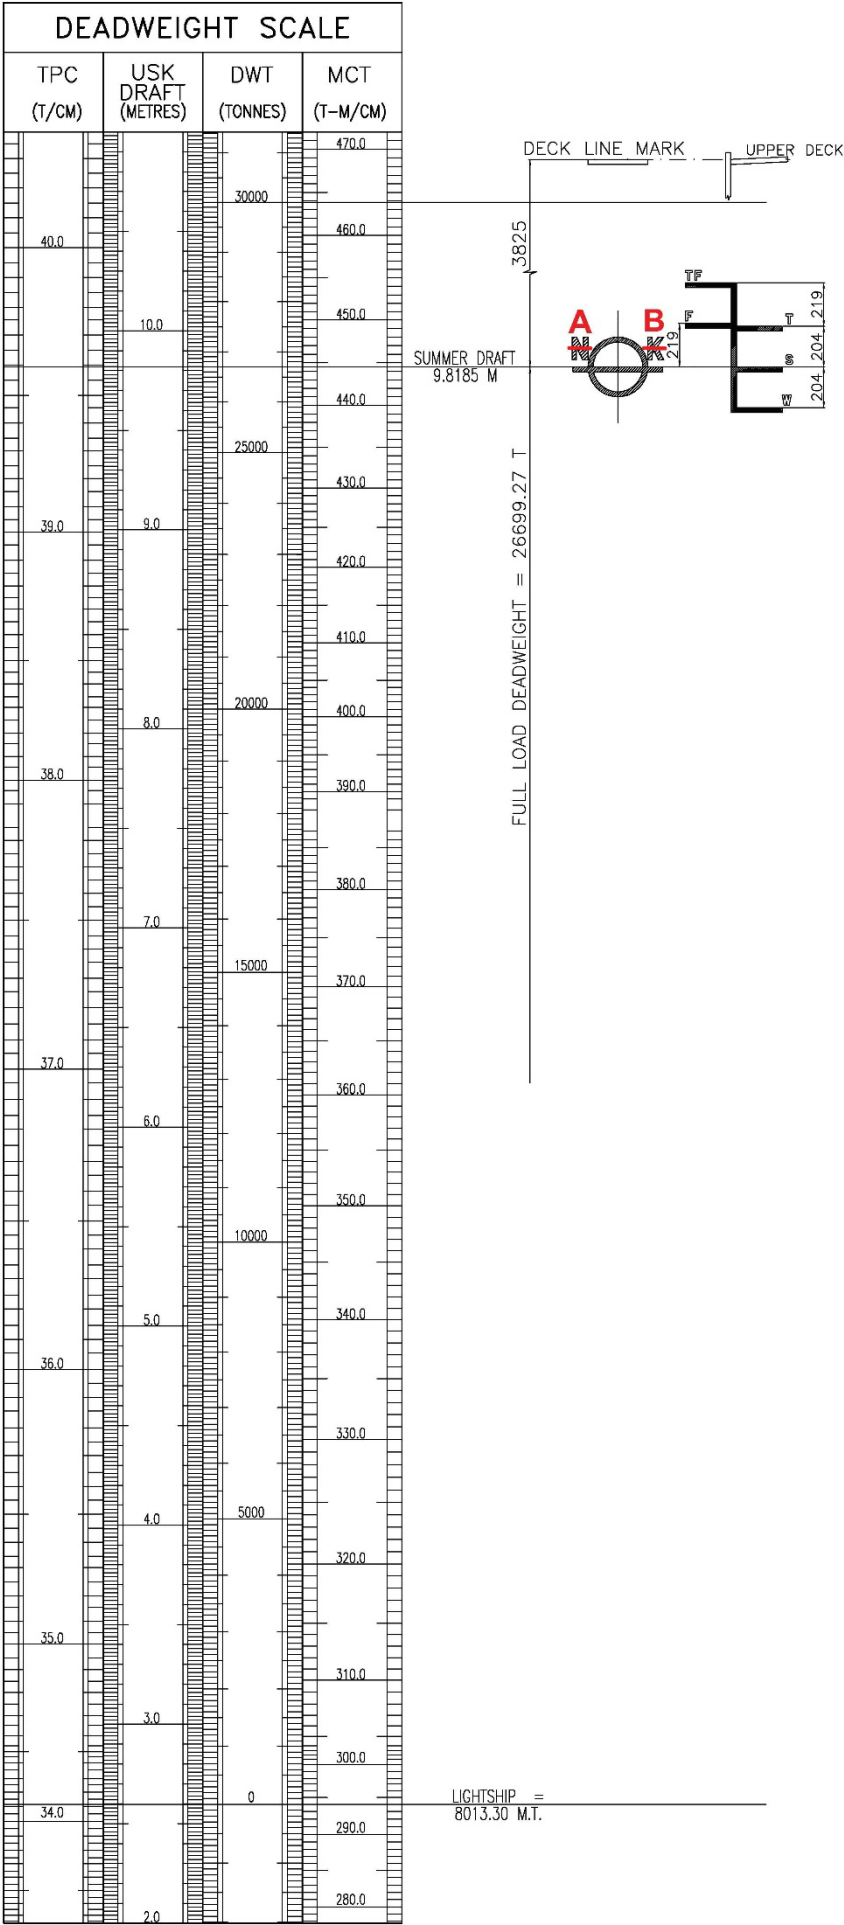 DEADWEIGHT SCALE
TPC
(T/CM)
USK
DRAFT
(METRES)
DWT
(TONNES)
MCT
(T-M/CM)
40.0
39.0
38.0
37.0
36.0
35.0
34.0
10.0
9.0
8.0
7.0
6.0
5.0
4.0
3.0
2.0
30000
25000
20000
15000
10000
5000
0
470.0
460.0
450.0
440.0
430.0
420.0
410.0
400.0
390.0
380.0
370.0
360.0
350.0
340.0
330.0
320.0
310.0
300.0
290.0
280.0
DECK LINE MARK
UPPER DECK
3825
SUMMER DRAFT
9.8185 M
A
B
N
K
219
TF
F
T
S
W
219
204
204
FULL LOAD DEADWEIGHT = 26699.27 T
LIGHTSHIP =
8013.30 M.T.